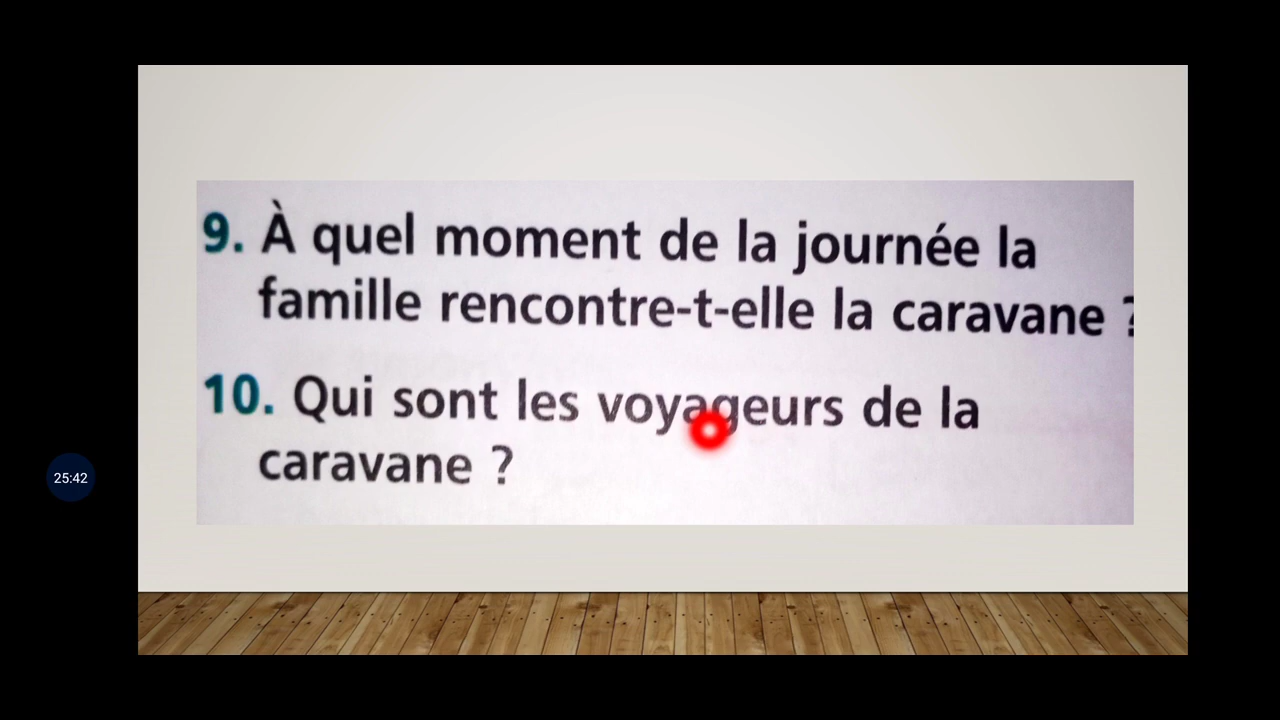 9. À quel moment de la journée la
famille rencontre-t-elle la caravane ?
10. Qui sont les voyageurs de la
caravane ?
25:42